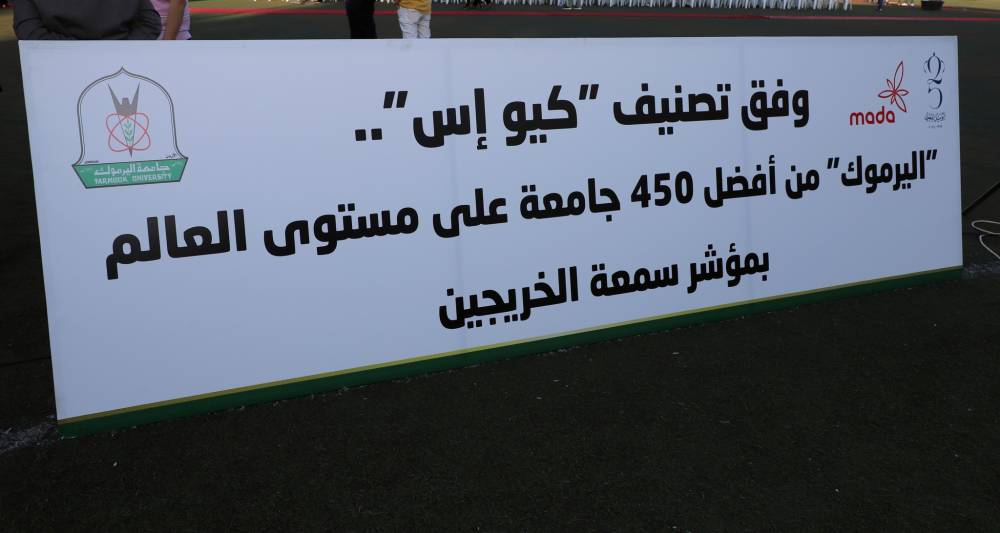 وفق تصنيف "كيو إس"..
"اليرموك" من أفضل 450 جامعة على مستوى العالم
بمؤشر سمعة الخريجين
mada
جامعة اليرموك
YARMOUK UNIVERSITY